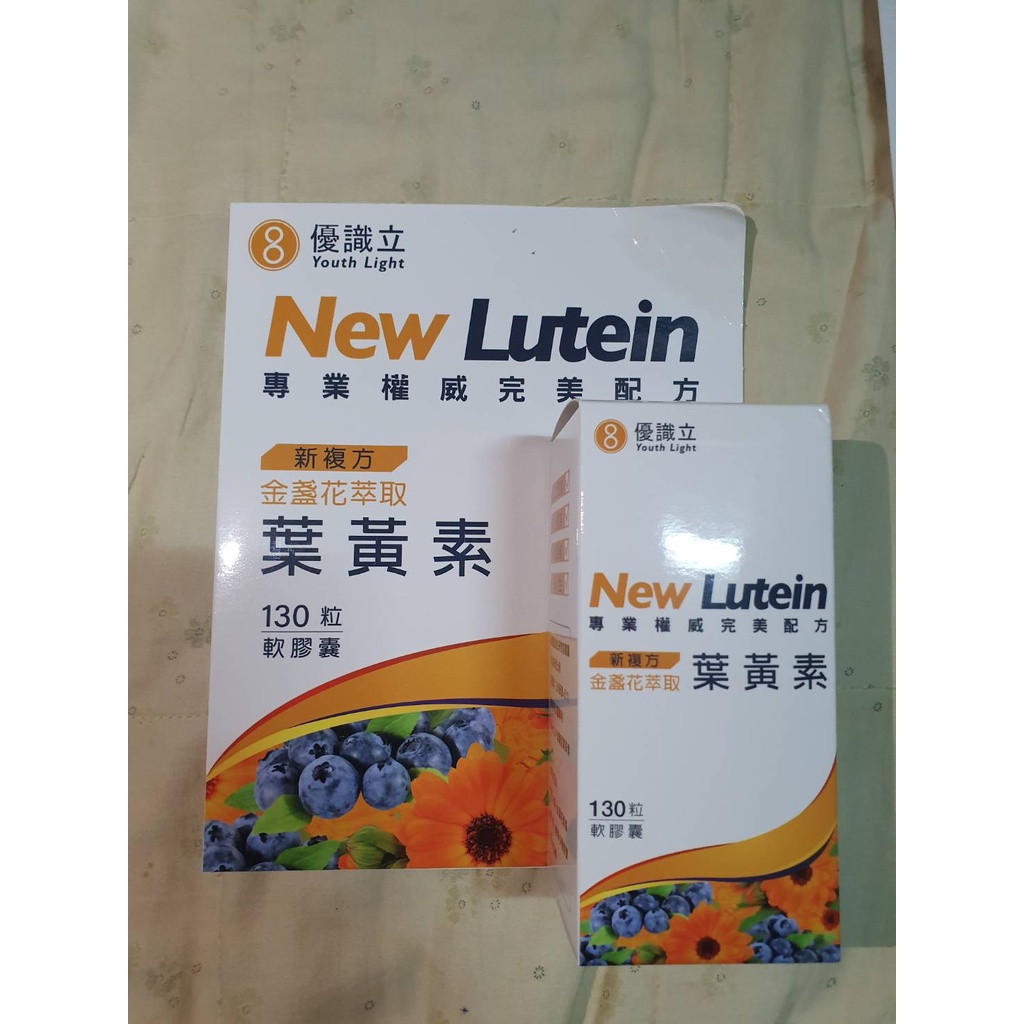 優識立
Youth Light
New Lutein
專業權威完美配方
新複方
金盞花萃取
葉黃素
130 粒
軟膠囊
優識立
Youth Light
New Lutein
專業權威完美配方
新複方
金盞花萃取
葉黃素
130粒
軟膠囊